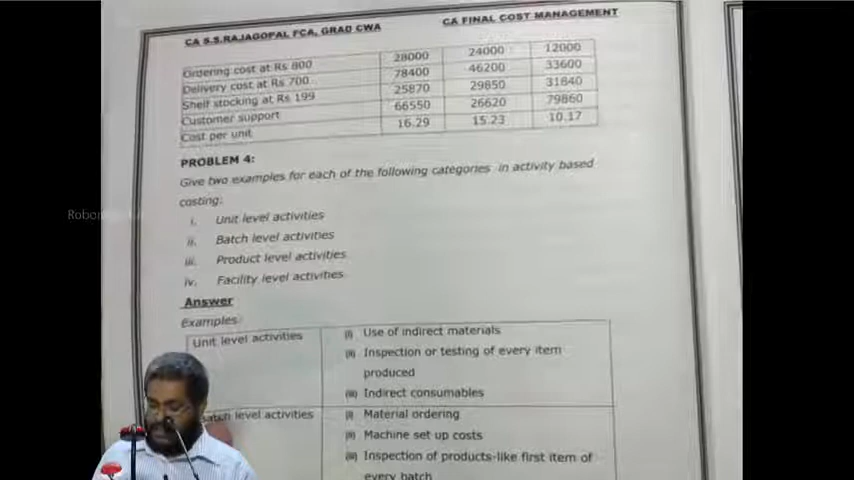 CA S.S.RAJAGOPAL FCA, GRAD CWA
CA FINAL COST MANAGEMENT
Ordering cost at Rs 800 28000 24000 12000
Delivery cost at Rs 700 78400 46200 33600
Shelf stocking at Rs 199 25870 29850 31840
Customer support 66550 26620 79860
Cost per unit 16.29 15.23 10.17
PROBLEM 4:
Give two examples for each of the following categories in activity based
costing:
i. Unit level activities
ii. Batch level activities
iii. Product level activities
iv. Facility level activities
Answer
Examples
Unit level activities (i) Use of indirect materials
(ii) Inspection or testing of every item
produced
(iii) Indirect consumables
Batch level activities (i) Material ordering
(ii) Machine set up costs
(iii) Inspection of products-like first item of
every batch